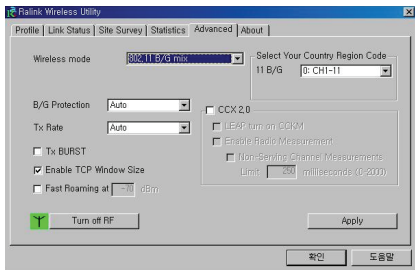 Ralink Wireless Utility
Profile | Link Status | Site Survey | Statistics | Advanced | About
Wireless mode
802,11 B/G mix
Select Your Country Region Code
11 B/G
0: CH1-11
B/G Protection
Auto
Tx Rate
Auto
CCX 2,0
LEAP turn on CCKM
Enable Radio Measurement
Non-Serving Channel Measurements
Limit 250 milliseconds (0-2000)
Tx BURST
Enable TCP Window Size
Fast Roaming at -70 dBm
Turn off RF
Apply
확인
도움말